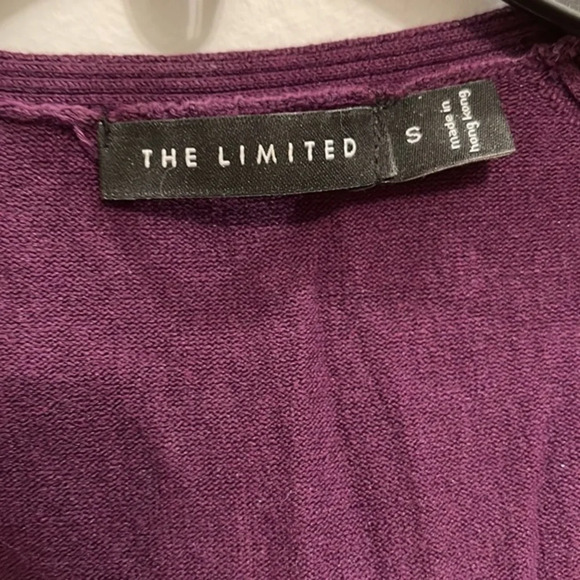 THE LIMITED
S
made in
hong kong